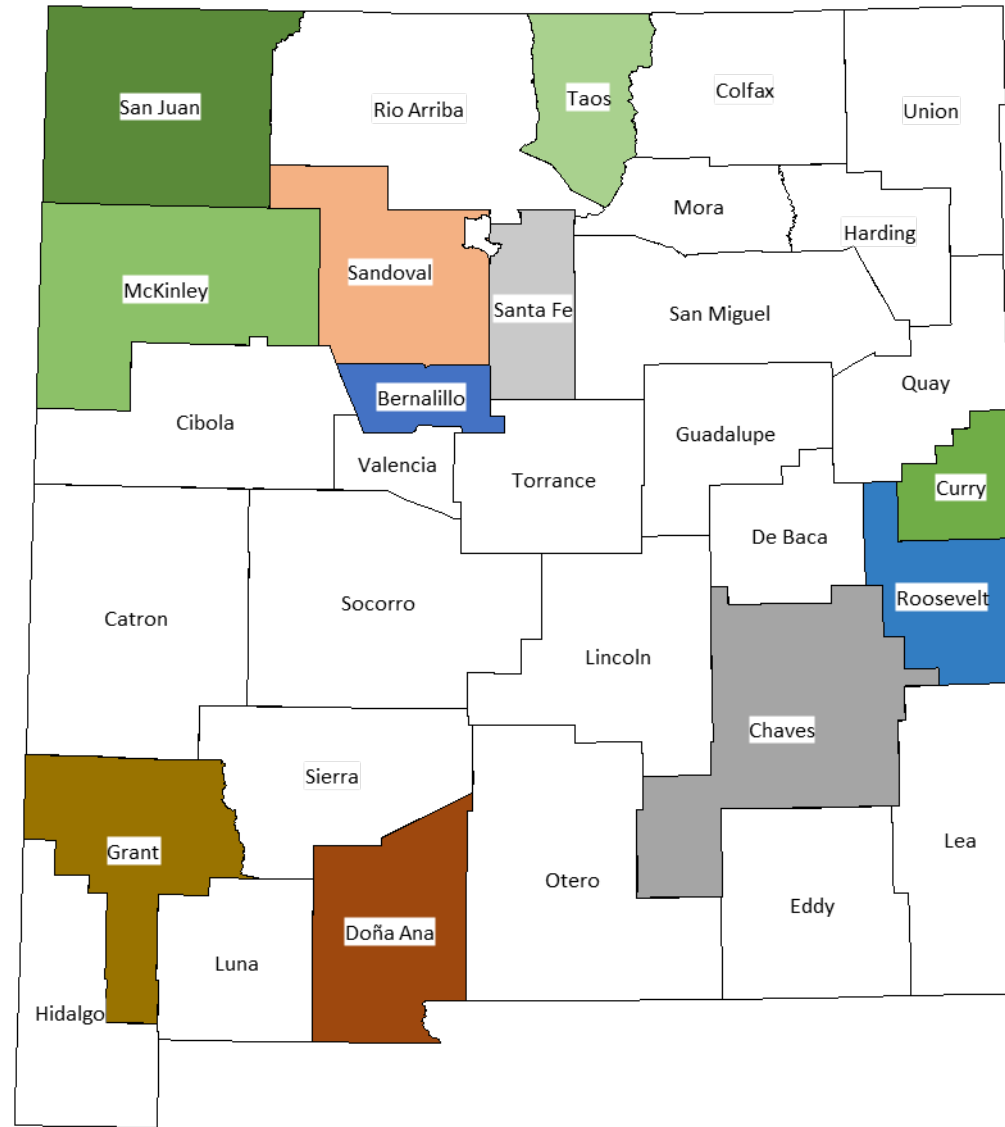 San Juan
Rio Arriba
Taos
Colfax
Union
Mora
Harding
McKinley
Sandoval
Santa Fe
San Miguel
Quay
Bernalillo
Cibola
Guadalupe
Valencia
Torrance
Curry
De Baca
Roosevelt
Catron
Socorro
Lincoln
Chaves
Sierra
Grant
Lea
Otero
Eddy
Doña Ana
Luna
Hidalgo